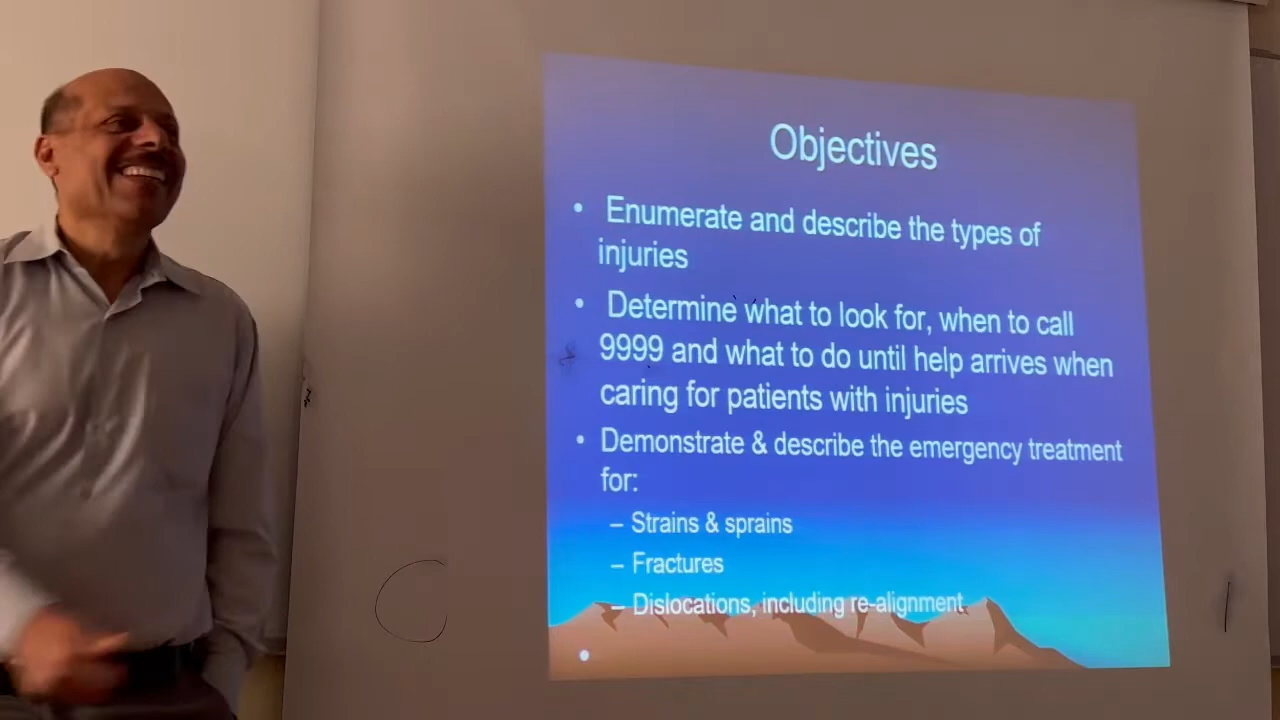 Objectives
• Enumerate and describe the types of
injuries
• Determine what to look for, when to call
9999 and what to do until help arrives when
caring for patients with injuries
• Demonstrate & describe the emergency treatment
for:
– Strains & sprains
– Fractures
– Dislocations, including re-alignment
•